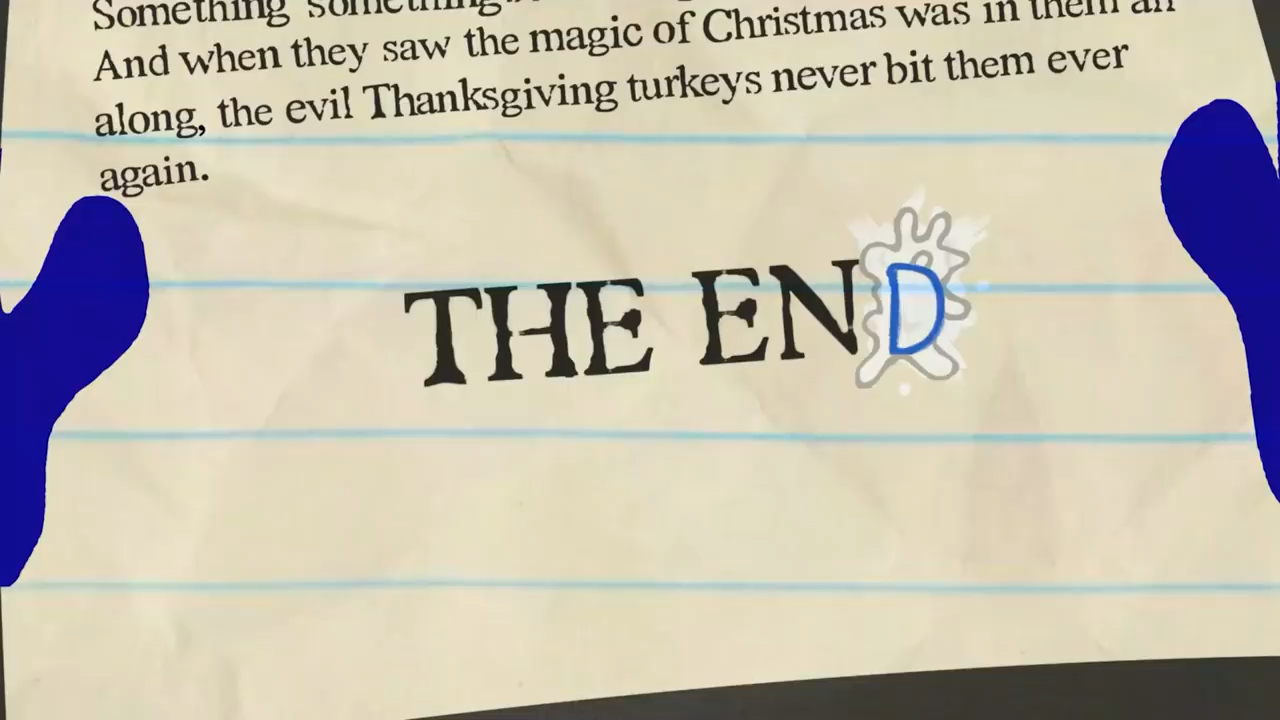 Something something
And when they saw the magic of Christmas was in them all
along, the evil Thanksgiving turkeys never bit them ever
again.
THE END